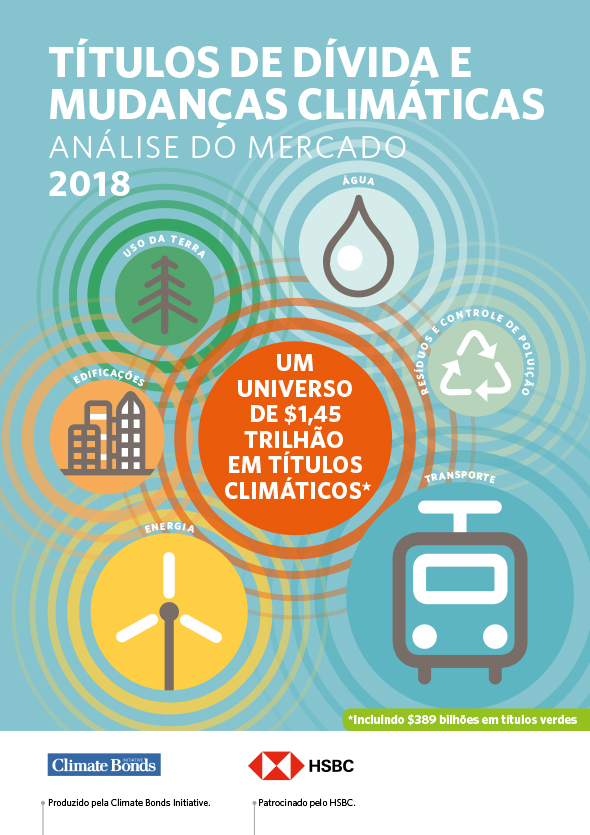 TÍTULOS DE DÍVIDA E
MUDANÇAS CLIMÁTICAS
ANÁLISE DO MERCADO
2018
ÁGUA
USO DA TERRA
RESÍDUOS E CONTROLE DE POLUIÇÃO
EDIFICAÇÕES
UM
UNIVERSO
DE $1,45
TRILHÃO
EM TÍTULOS
CLIMÁTICOS*
TRANSPORTE
ENERGIA
*Incluindo $389 bilhões em títulos verdes
Climate Bonds
INITIATIVE
HSBC
Produzido pela Climate Bonds Initiative.
Patrocinado pelo HSBC.